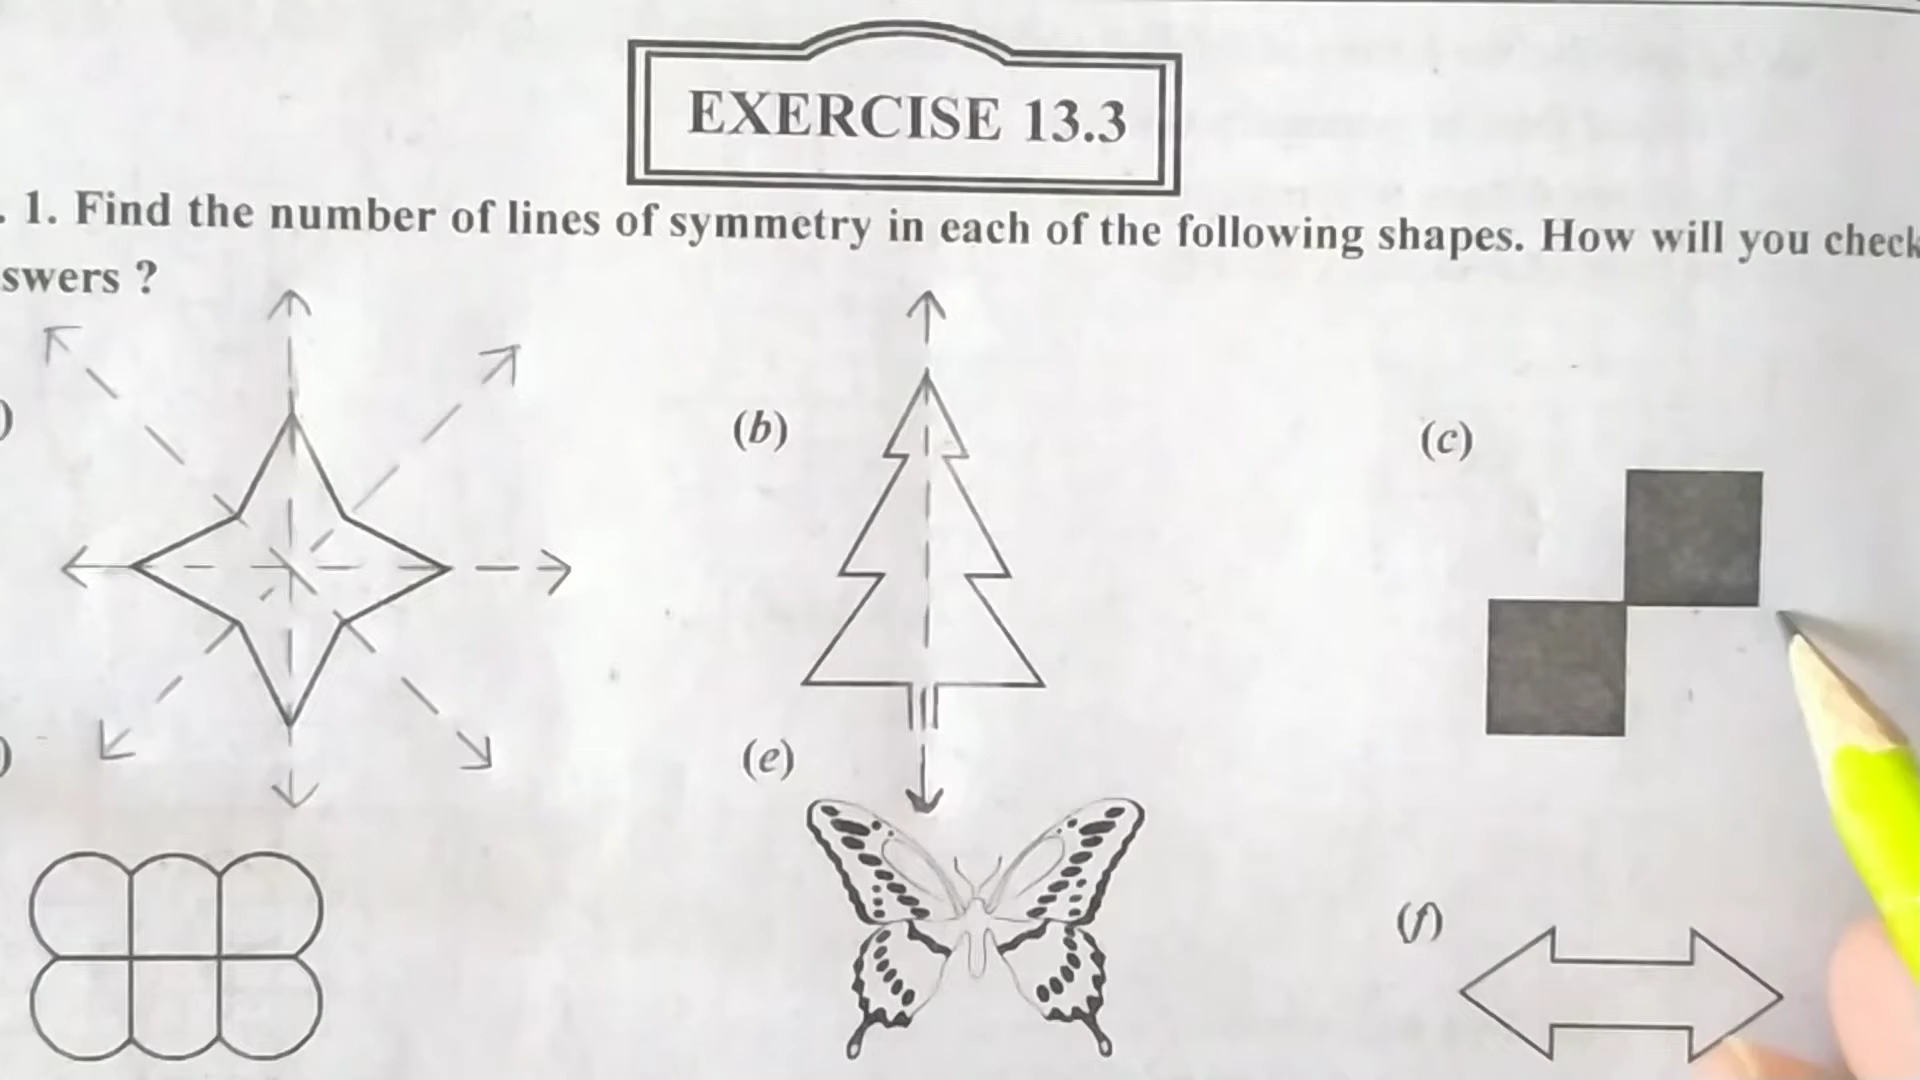 EXERCISE 13.3
. 1. Find the number of lines of symmetry in each of the following shapes. How will you check
swers ?
)
(b)
(c)
)
(e)
(f)